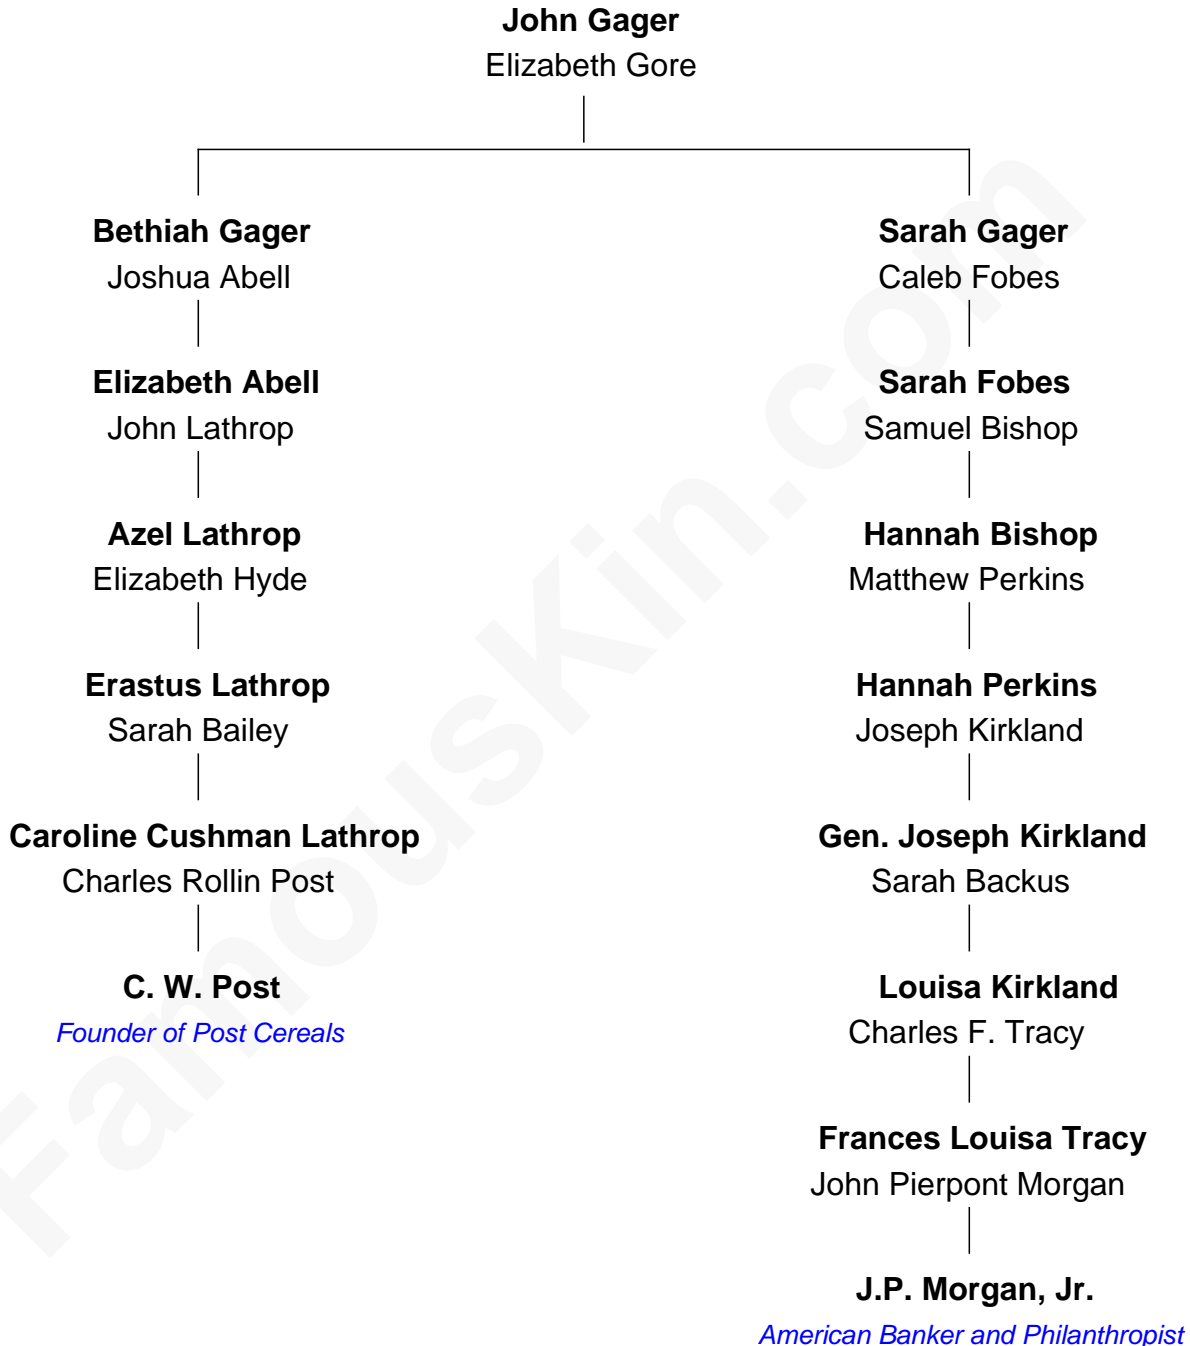 John Gager
Elizabeth Gore
Bethiah Gager
Joshua Abell
Elizabeth Abell
John Lathrop
Azel Lathrop
Elizabeth Hyde
Erastus Lathrop
Sarah Bailey
Caroline Cushman Lathrop
Charles Rollin Post
C. W. Post
Founder of Post Cereals
Sarah Gager
Caleb Fobes
Sarah Fobes
Samuel Bishop
Hannah Bishop
Matthew Perkins
Hannah Perkins
Joseph Kirkland
Gen. Joseph Kirkland
Sarah Backus
Louisa Kirkland
Charles F. Tracy
Frances Louisa Tracy
John Pierpont Morgan
J.P. Morgan, Jr.
American Banker and Philanthropist
FamousKin.com